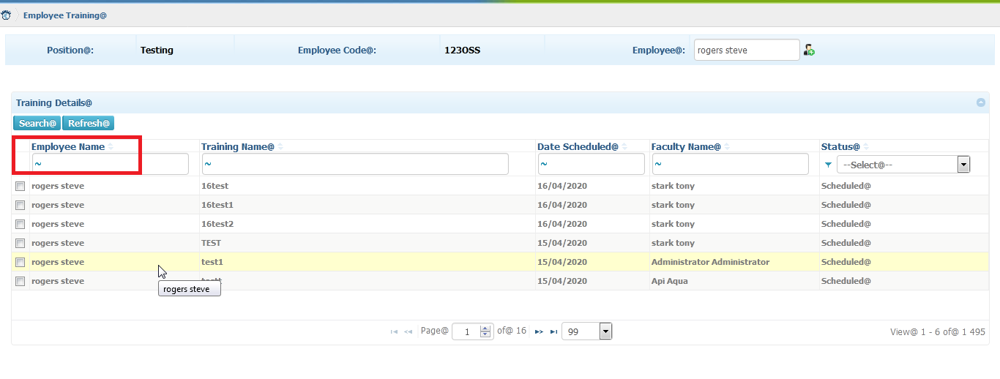 Employee Training@
Position@: Testing Employee Code@: 123OSS Employee@: rogers steve
Training Details@
Search@ Refresh@
Employee Name Training Name@ Date Scheduled@ Faculty Name@ Status@
~ ~ ~ ~ --Select@--
rogers steve 16test 16/04/2020 stark tony Scheduled@
rogers steve 16test1 16/04/2020 stark tony Scheduled@
rogers steve 16test2 16/04/2020 stark tony Scheduled@
rogers steve TEST 15/04/2020 stark tony Scheduled@
rogers steve test1 15/04/2020 Administrator Administrator Scheduled@
rogers steve 15/04/2020 Api Aqua Scheduled@
rogers steve
Page@ 1 of@ 16 99 View@ 1 - 6 of@ 1 495